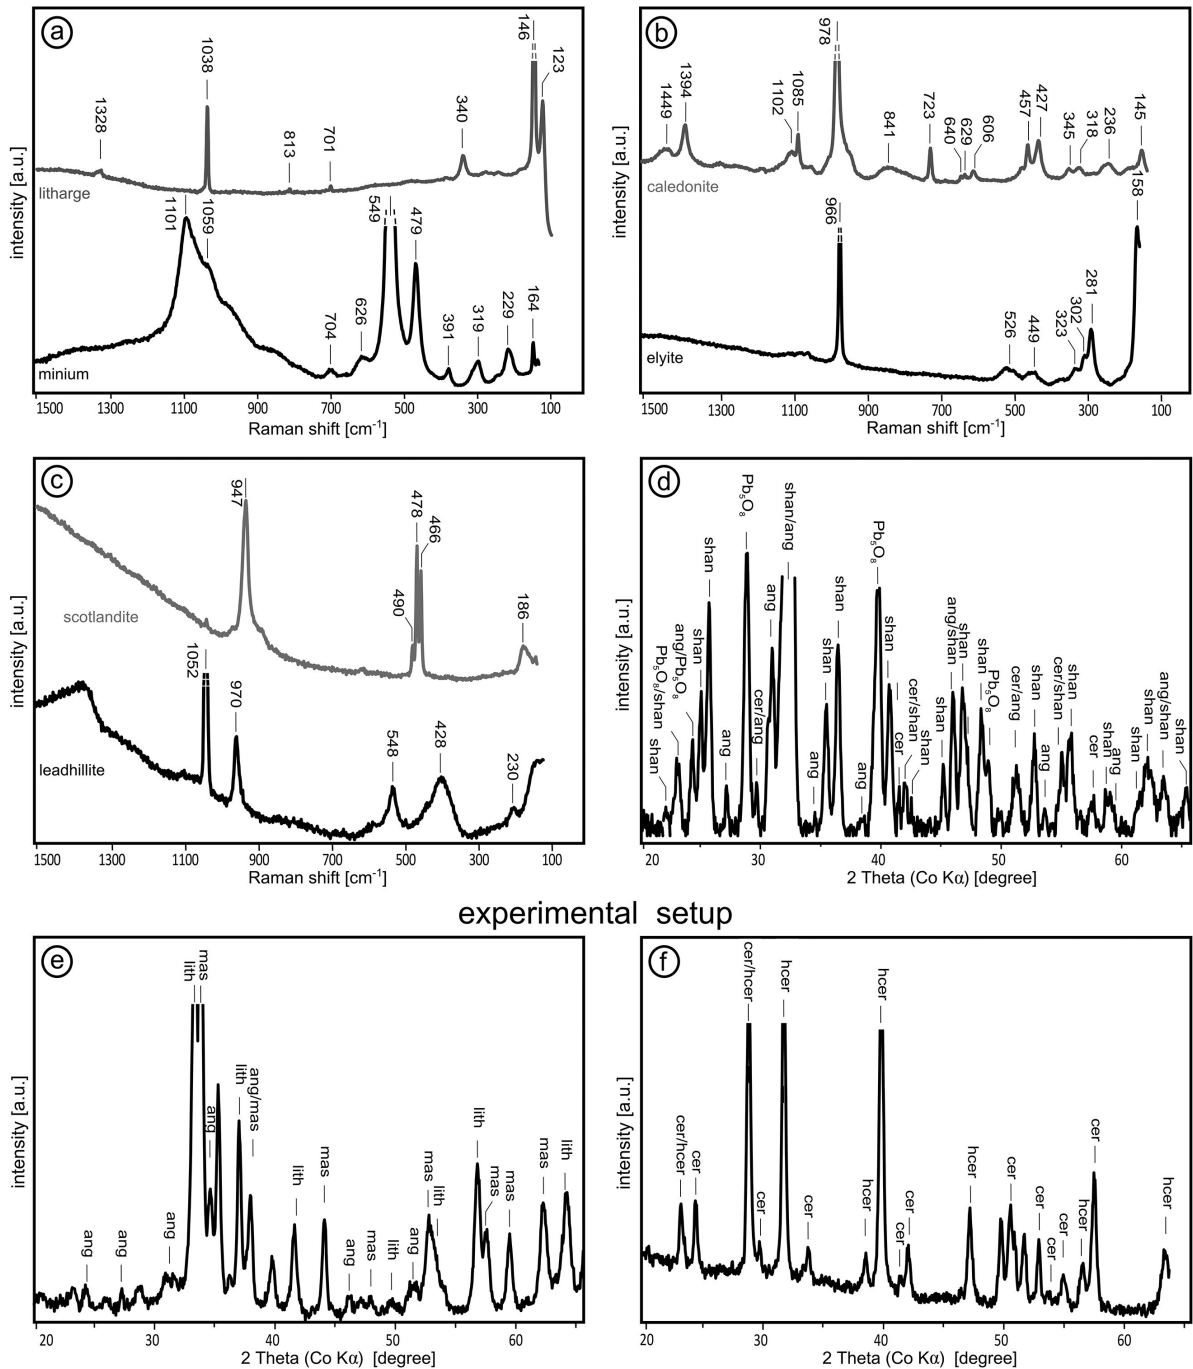 a
1328
1038
813
701
340
146
123
litharge
1101
1059
704
626
549
479
391
319
229
164
minium
intensity [a.u.]
1500 1300 1100 900 700 500 300 100
Raman shift [cm-1]
b
1449
1394
1102
1085
978
841
723
640
629
606
457
427
345
318
236
145
caledonite
966
526
449
323
302
281
158
elyite
intensity [a.u.]
1500 1300 1100 900 700 500 300 100
Raman shift [cm-1]
c
947
490
478
466
186
scotlandite
1052
970
548
428
230
leadhillite
intensity [a.u.]
1500 1300 1100 900 700 500 300 100
Raman shift [cm-1]
d
shan
Pb5O8/shan
ang/Pb5O8
shan
shan
ang
Pb5O8
cer/ang
ang
shan/ang
ang
shan
shan
ang
Pb5O8
shan
cer
cer/shan
shan
shan
ang/shan
shan
shan
Pb5O8
cer/ang
shan
ang
cer/shan
shan
cer
shan
ang
shan
shan
ang/shan
shan
intensity [a.u.]
20 30 40 50 60
2 Theta (Co Kα) [degree]
experimental setup
e
ang
ang
ang
lith
mas
ang
lith
ang/mas
lith
mas
ang
mas
lith
ang
mas
lith
lith
mas
mas
mas
lith
intensity [a.u.]
20 30 40 50 60
2 Theta (Co Kα) [degree]
f
cer/hcer
cer
cer/hcer
cer
hcer
cer
hcer
hcer
cer
cer
hcer
cer
cer
cer
cer
hcer
cer
hcer
intensity [a.u.]
20 30 40 50 60
2 Theta (Co Kα) [degree]